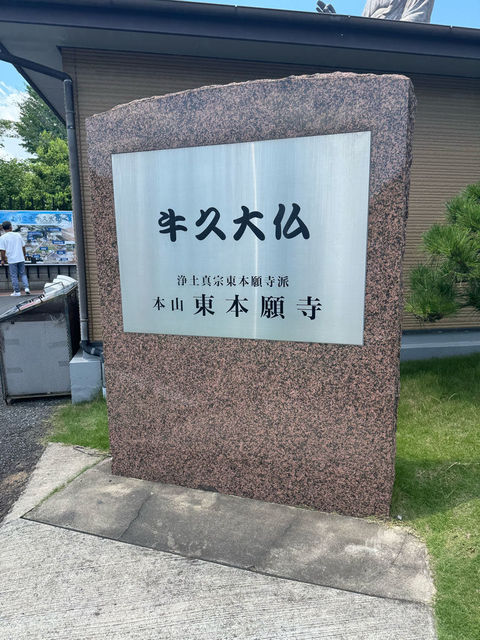 牛久大仏
浄土真宗東本願寺派
本山 東本願寺